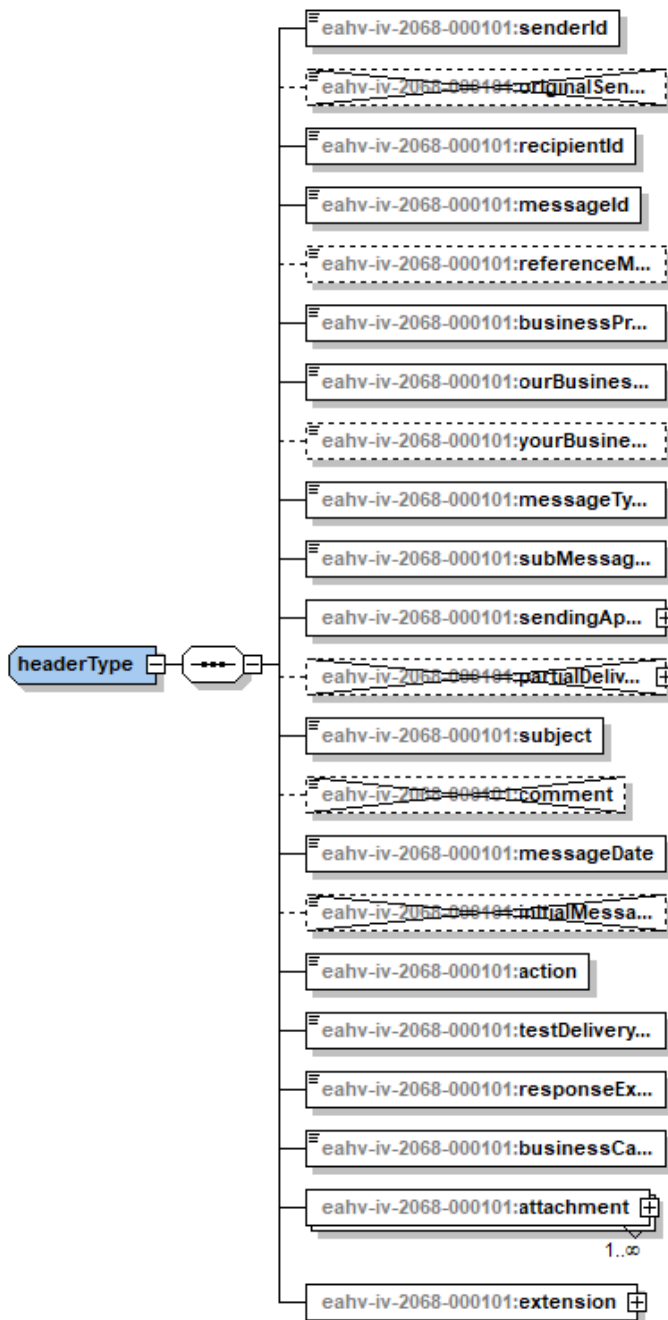 eahv-iv-2068-000101:senderId
eahv-iv-2068-000101:originalSen...
eahv-iv-2068-000101:recipientId
eahv-iv-2068-000101:messageId
eahv-iv-2068-000101:referenceM...
eahv-iv-2068-000101:businessPr...
eahv-iv-2068-000101:ourBusines...
eahv-iv-2068-000101:yourBusine...
eahv-iv-2068-000101:messageTy...
eahv-iv-2068-000101:subMessag...
eahv-iv-2068-000101:sendingAp...
headerType
eahv-iv-2068-000101:partialDeliv...
eahv-iv-2068-000101:subject
eahv-iv-2068-000101:comment
eahv-iv-2068-000101:messageDate
eahv-iv-2068-000101:initialMessa...
eahv-iv-2068-000101:action
eahv-iv-2068-000101:testDelivery...
eahv-iv-2068-000101:responseEx...
eahv-iv-2068-000101:businessCa...
eahv-iv-2068-000101:attachment
1..∞
eahv-iv-2068-000101:extension